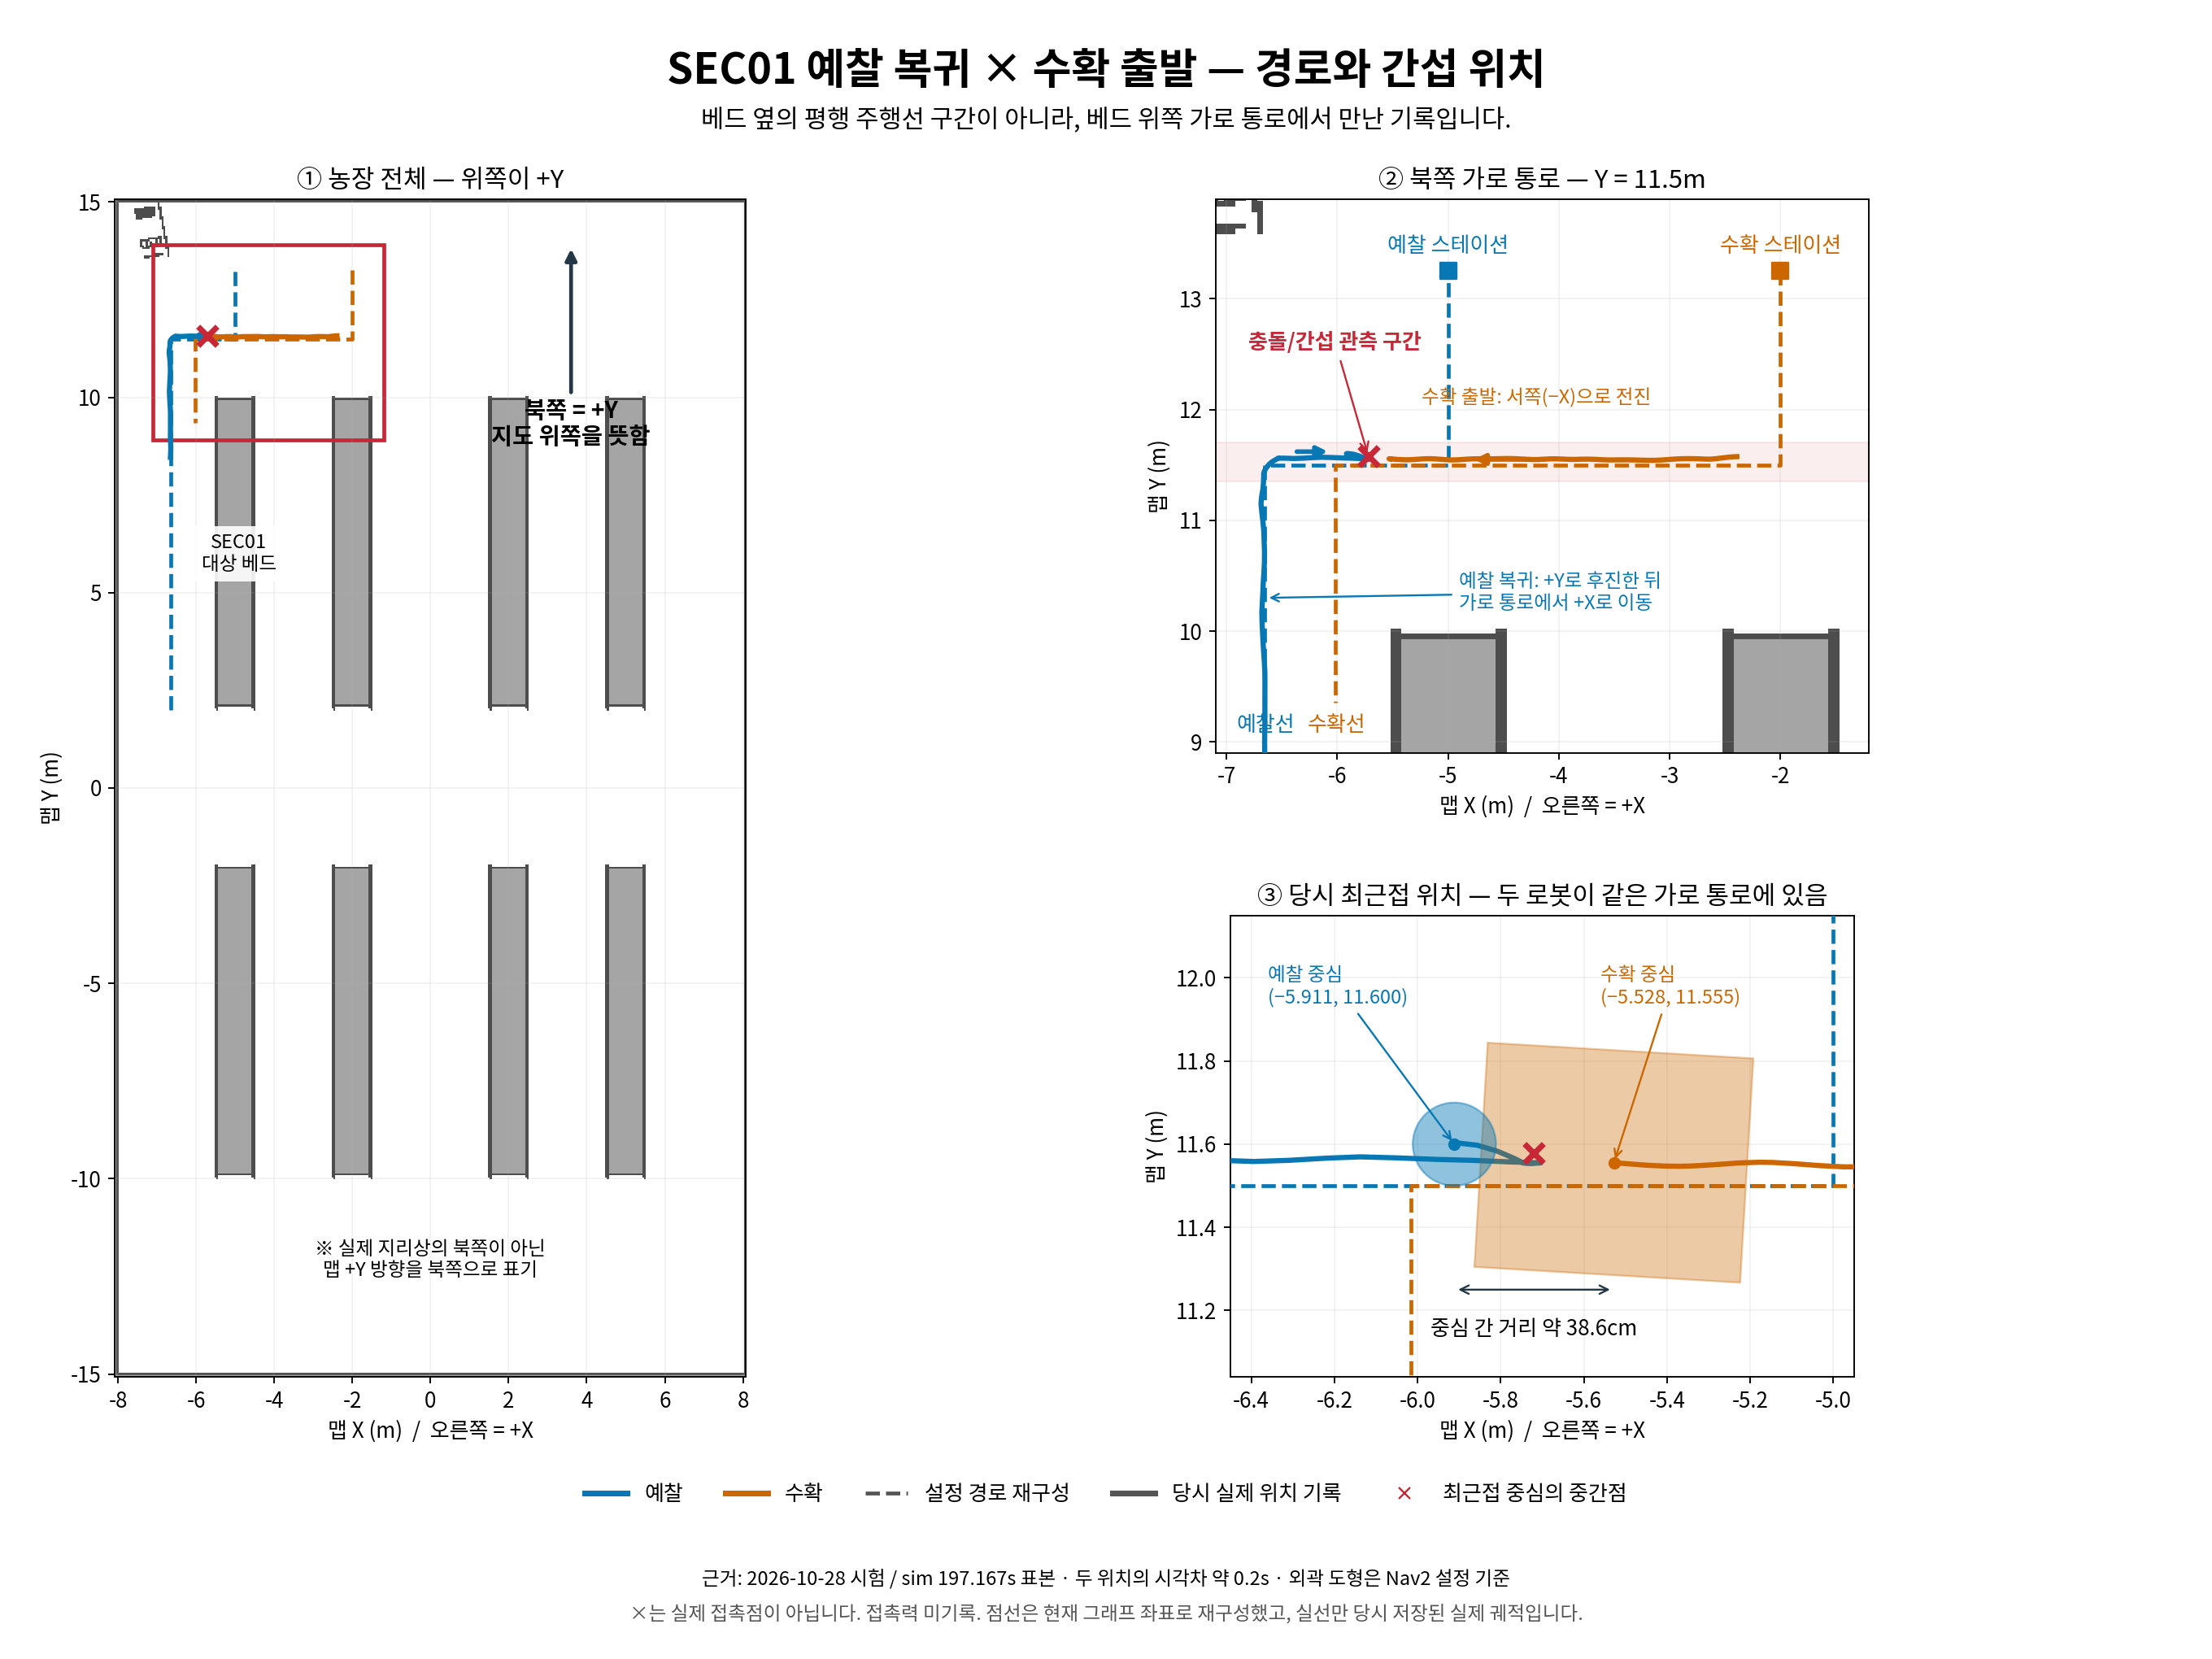 SEC01 예찰 복귀 × 수확 출발 — 경로와 간섭 위치
베드 옆의 평행 주행선 구간이 아니라, 베드 위쪽 가로 통로에서 만난 기록입니다.
① 농장 전체 — 위쪽이 +Y
15
10
5
0
-5
-10
-15
맵 Y (m)
북쪽 = +Y
지도 위쪽을 뜻함
SEC01
대상 베드
※ 실제 지리상의 북쪽이 아닌
맵 +Y 방향을 북쪽으로 표기
-8 -6 -4 -2 0 2 4 6 8
맵 X (m) / 오른쪽 = +X
② 북쪽 가로 통로 — Y = 11.5m
예찰 스테이션
수확 스테이션
충돌/간섭 관측 구간
수확 출발: 서쪽(−X)으로 전진
예찰 복귀: +Y로 후진한 뒤
가로 통로에서 +X로 이동
예찰선
수확선
13
12
11
10
9
맵 Y (m)
-7 -6 -5 -4 -3 -2
맵 X (m) / 오른쪽 = +X
③ 당시 최근접 위치 — 두 로봇이 같은 가로 통로에 있음
예찰 중심
(−5.911, 11.600)
수확 중심
(−5.528, 11.555)
중심 간 거리 약 38.6cm
12.0
11.8
11.6
11.4
11.2
맵 Y (m)
-6.4 -6.2 -6.0 -5.8 -5.6 -5.4 -5.2 -5.0
맵 X (m) / 오른쪽 = +X
예찰 수확 설정 경로 재구성 당시 실제 위치 기록 최근접 중심의 중간점
근거: 2026-10-28 시험 / sim 197.167s 표본 · 두 위치의 시각차 약 0.2s · 외곽 도형은 Nav2 설정 기준
×는 실제 접촉점이 아닙니다. 접촉력 미기록. 점선은 현재 그래프 좌표로 재구성했고, 실선만 당시 저장된 실제 궤적입니다.